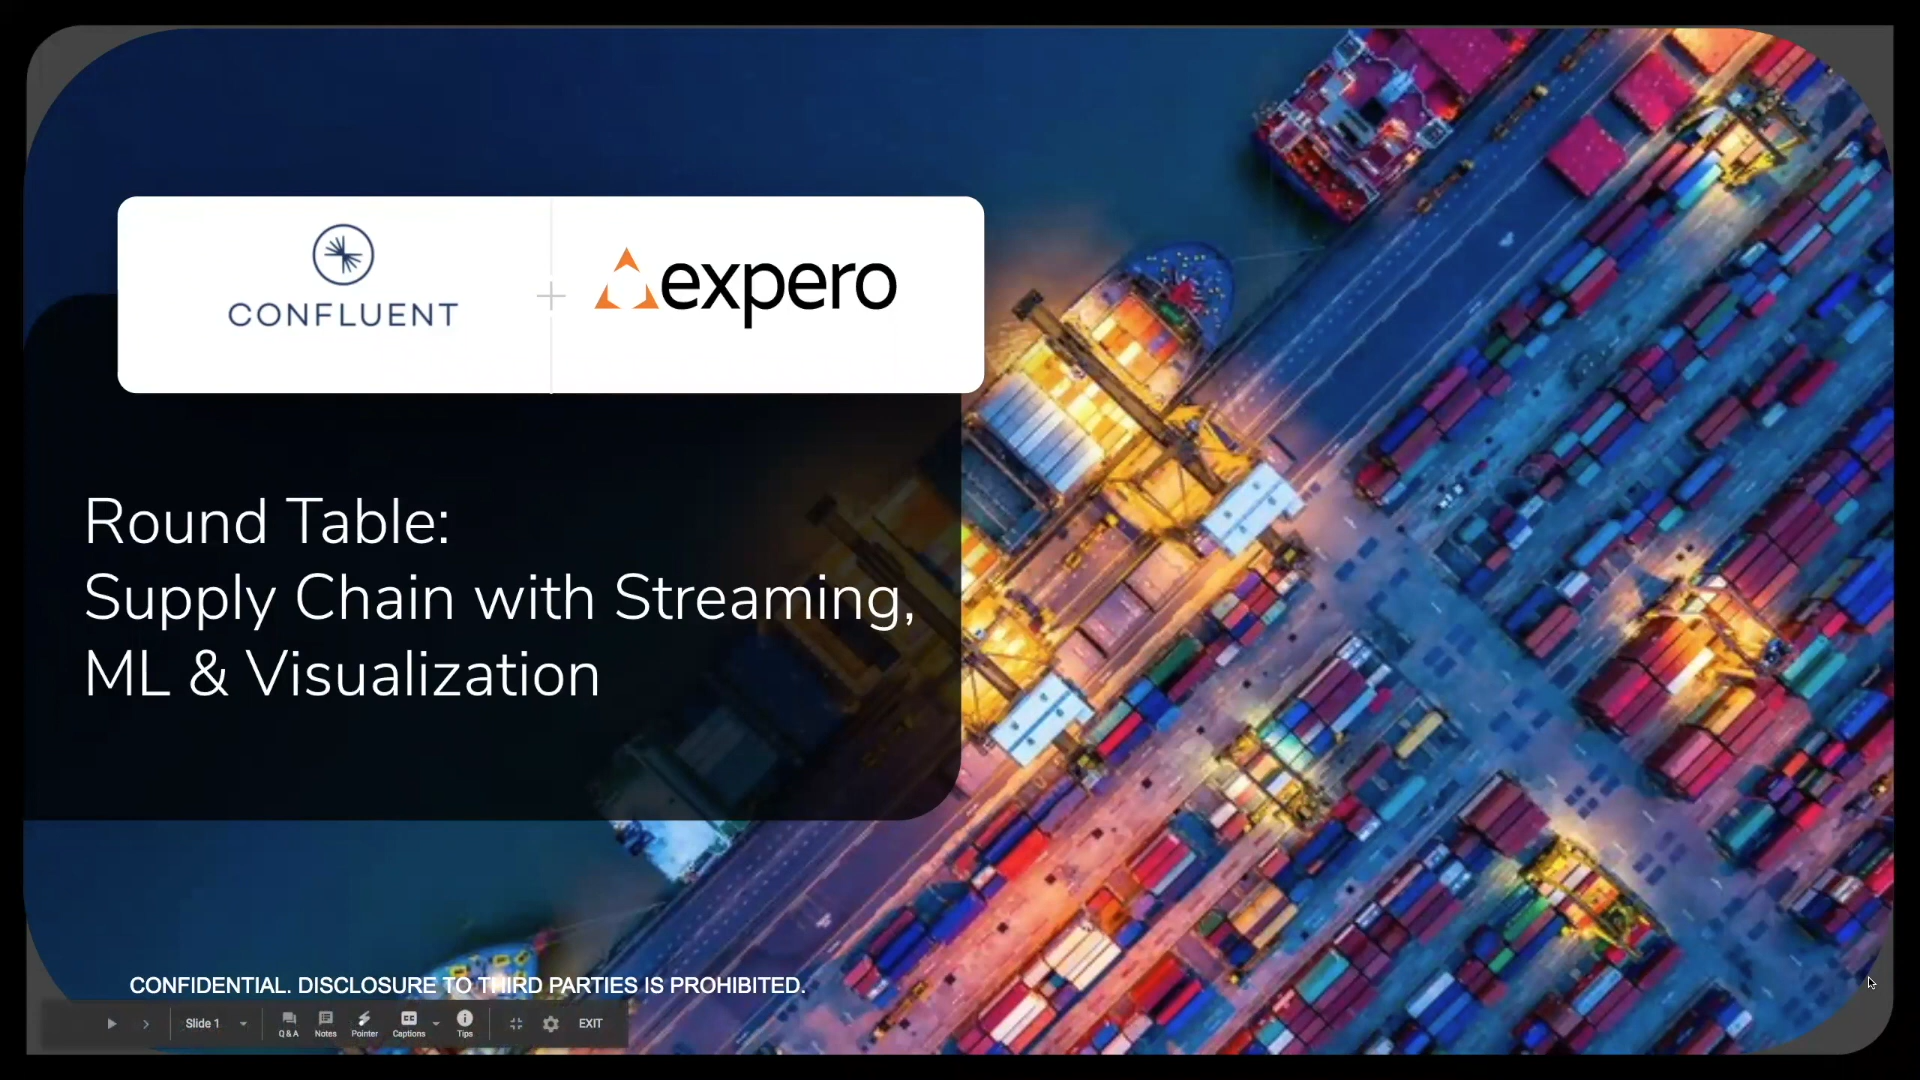 CONFLUENT
expero
Round Table:
Supply Chain with Streaming,
ML & Visualization
CONFIDENTIAL. DISCLOSURE TO THIRD PARTIES IS PROHIBITED.
Slide 1
Q & A
Notes
Pointer
Captions
Tips
EXIT